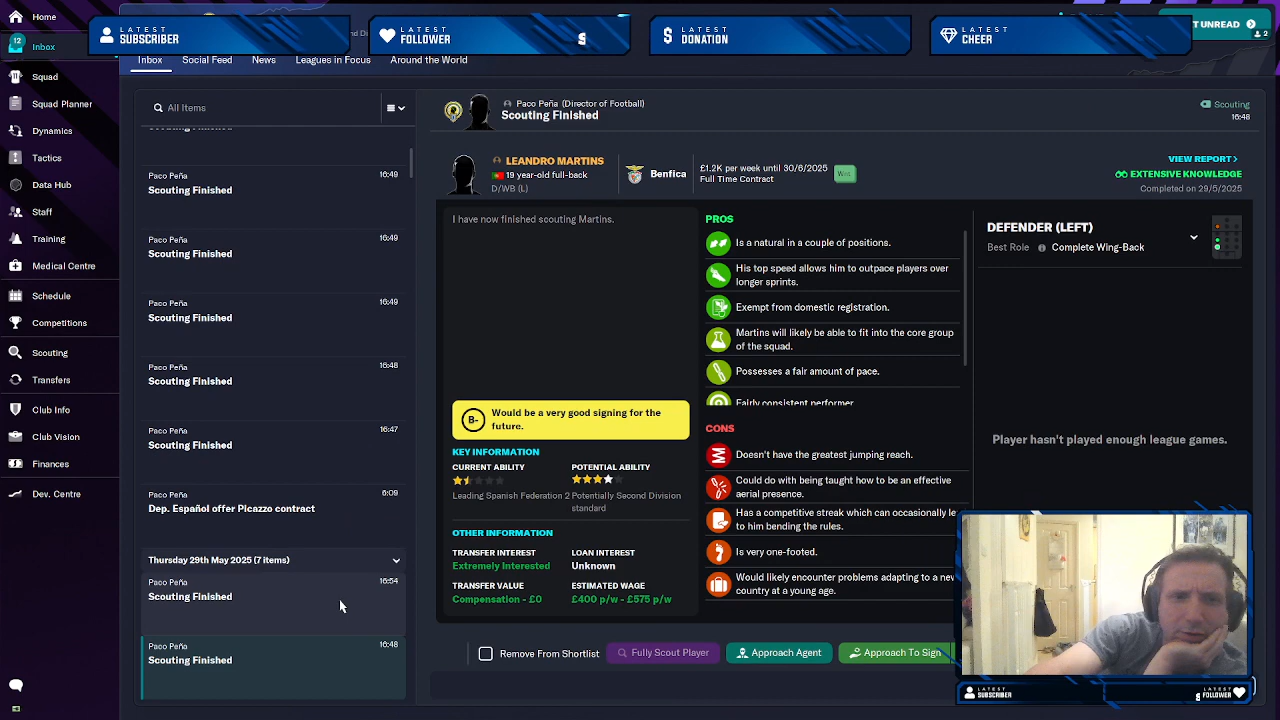 Home
12
Inbox
Squad
Squad Planner
Dynamics
Tactics
Data Hub
Staff
Training
Medical Centre
Schedule
Competitions
Scouting
Transfers
Club Info
Club Vision
Finances
Dev. Centre
LATEST
SUBSCRIBER
LATEST
FOLLOWER
$
LATEST
DONATION
LATEST
CHEER
UNREAD
2
Inbox
Social Feed
News
Leagues in Focus
Around the World
All Items
Scouting Finished
Paco Peña 16:49
Scouting Finished
Paco Peña 16:49
Scouting Finished
Paco Peña 16:49
Scouting Finished
Paco Peña 16:48
Scouting Finished
Paco Peña 16:47
Scouting Finished
Paco Peña 6:09
Dep. Español offer Picazzo contract
Thursday 29th May 2025 (7 items)
Paco Peña 16:54
Scouting Finished
Paco Peña 16:48
Scouting Finished
Paco Peña (Director of Football)
Scouting Finished
Scouting
16:48
LEANDRO MARTINS
19 year-old full-back
D/WB (L)
Benfica
£1.2K per week until 30/6/2025
Full Time Contract
Wnt
VIEW REPORT >
EXTENSIVE KNOWLEDGE
Completed on 29/5/2025
I have now finished scouting Martins.
B-
Would be a very good signing for the
future.
KEY INFORMATION
CURRENT ABILITY
POTENTIAL ABILITY
Leading Spanish Federation 2
Potentially Second Division
standard
OTHER INFORMATION
TRANSFER INTEREST
Extremely Interested
LOAN INTEREST
Unknown
TRANSFER VALUE
Compensation - £0
ESTIMATED WAGE
£400 p/w - £575 p/w
PROS
Is a natural in a couple of positions.
His top speed allows him to outpace players over
longer sprints.
Exempt from domestic registration.
Martins will likely be able to fit into the core group
of the squad.
Possesses a fair amount of pace.
Fairly consistent performer
CONS
Doesn't have the greatest jumping reach.
Could do with being taught how to be an effective
aerial presence.
Has a competitive streak which can occasionally le
to him bending the rules.
Is very one-footed.
Would likely encounter problems adapting to a new
country at a young age.
DEFENDER (LEFT)
Best Role Complete Wing-Back
Player hasn't played enough league games.
Remove From Shortlist
Fully Scout Player
Approach Agent
Approach To Sign
LATEST
SUBSCRIBER
LATEST
FOLLOWER